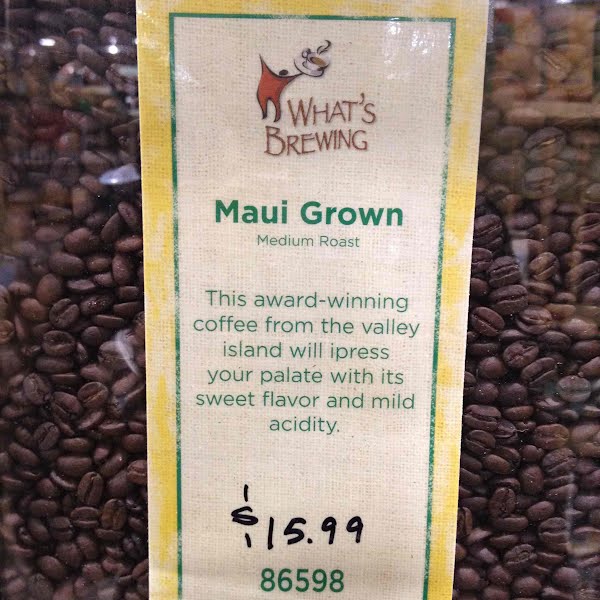 WHAT'S
BREWING
Maui Grown
Medium Roast
This award-winning
coffee from the valley
island will ipress
your palate with its
sweet flavor and mild
acidity.
$15.99
86598